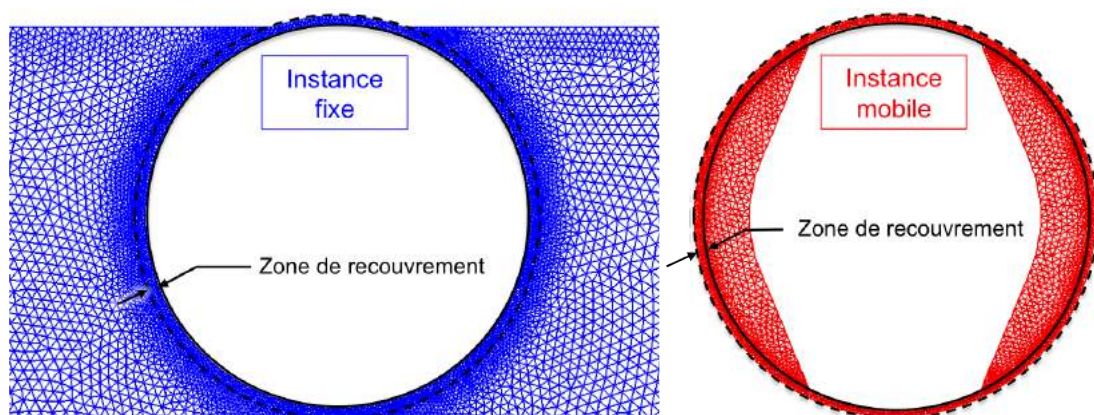 Instance
fixe
Zone de recouvrement
Instance
mobile
Zone de recouvrement